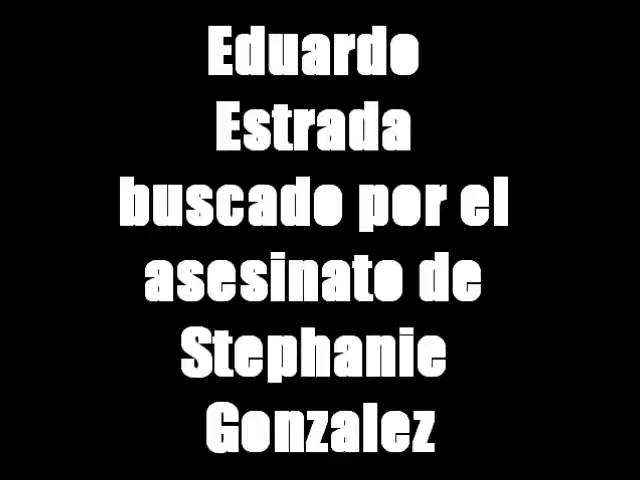 Eduardo
Estrada
buscado por el
asesinato de
Stephanie
Gonzalez